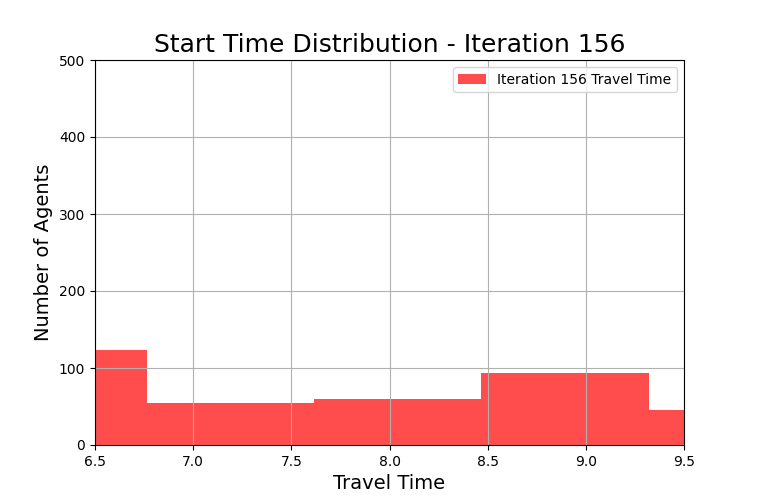 Start Time Distribution - Iteration 156
Iteration 156 Travel Time
Number of Agents
500
400
300
200
100
0
6.5 7.0 7.5 8.0 8.5 9.0 9.5
Travel Time